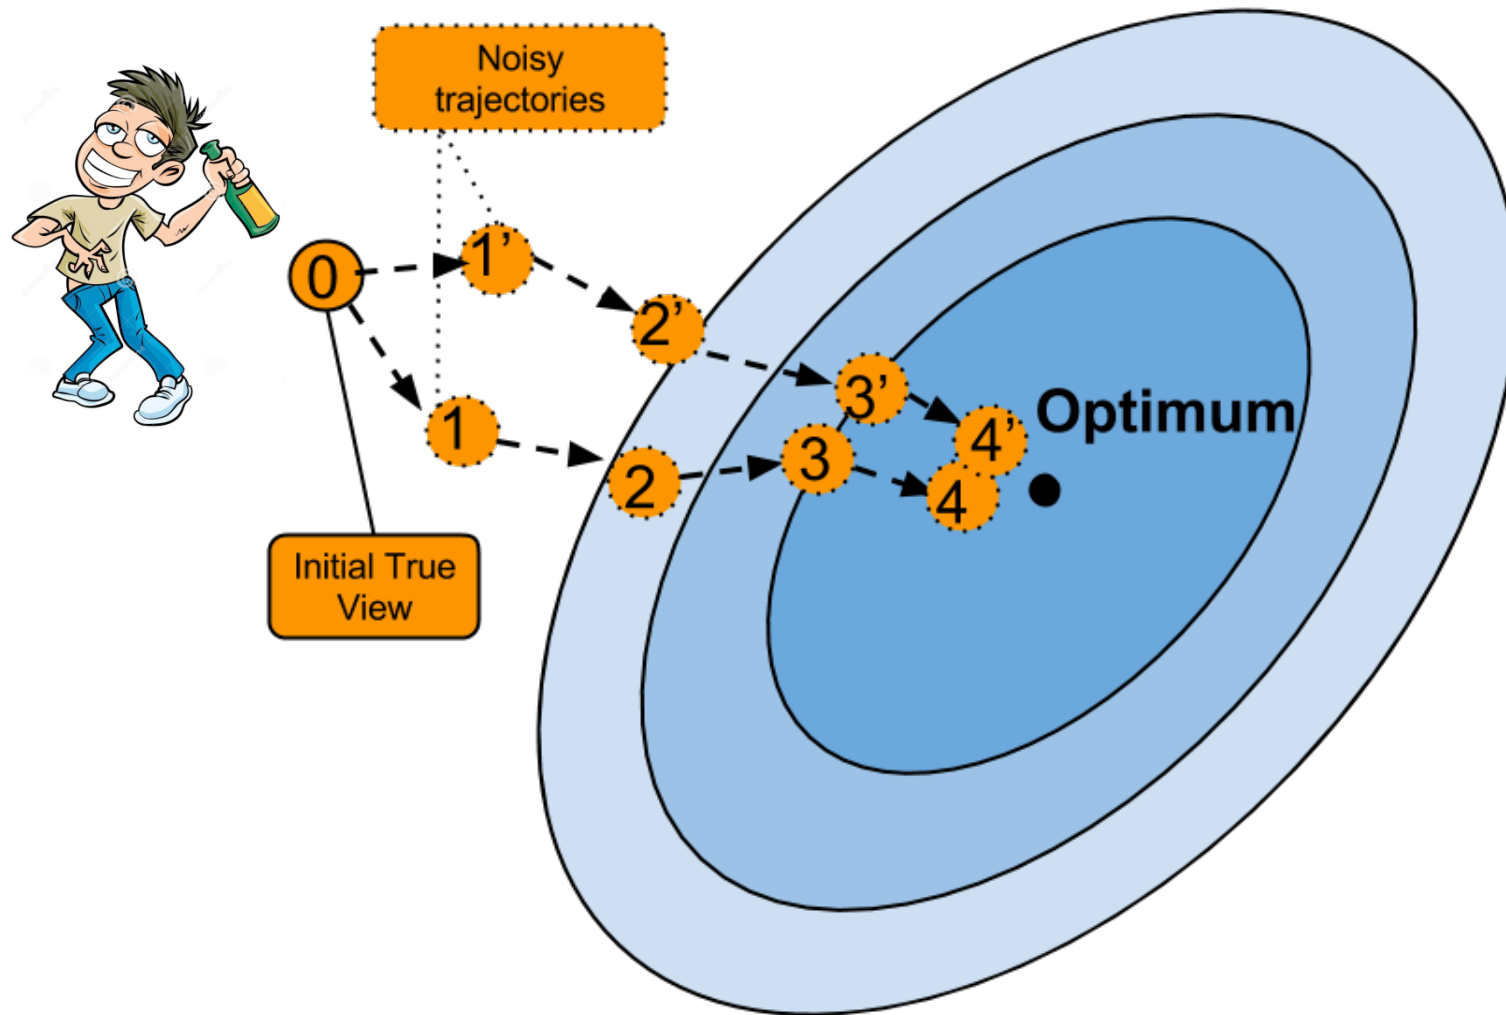 Noisy
trajectories
0
1’
2’
3’
4’
Optimum
1
2
3
4
Initial True
View